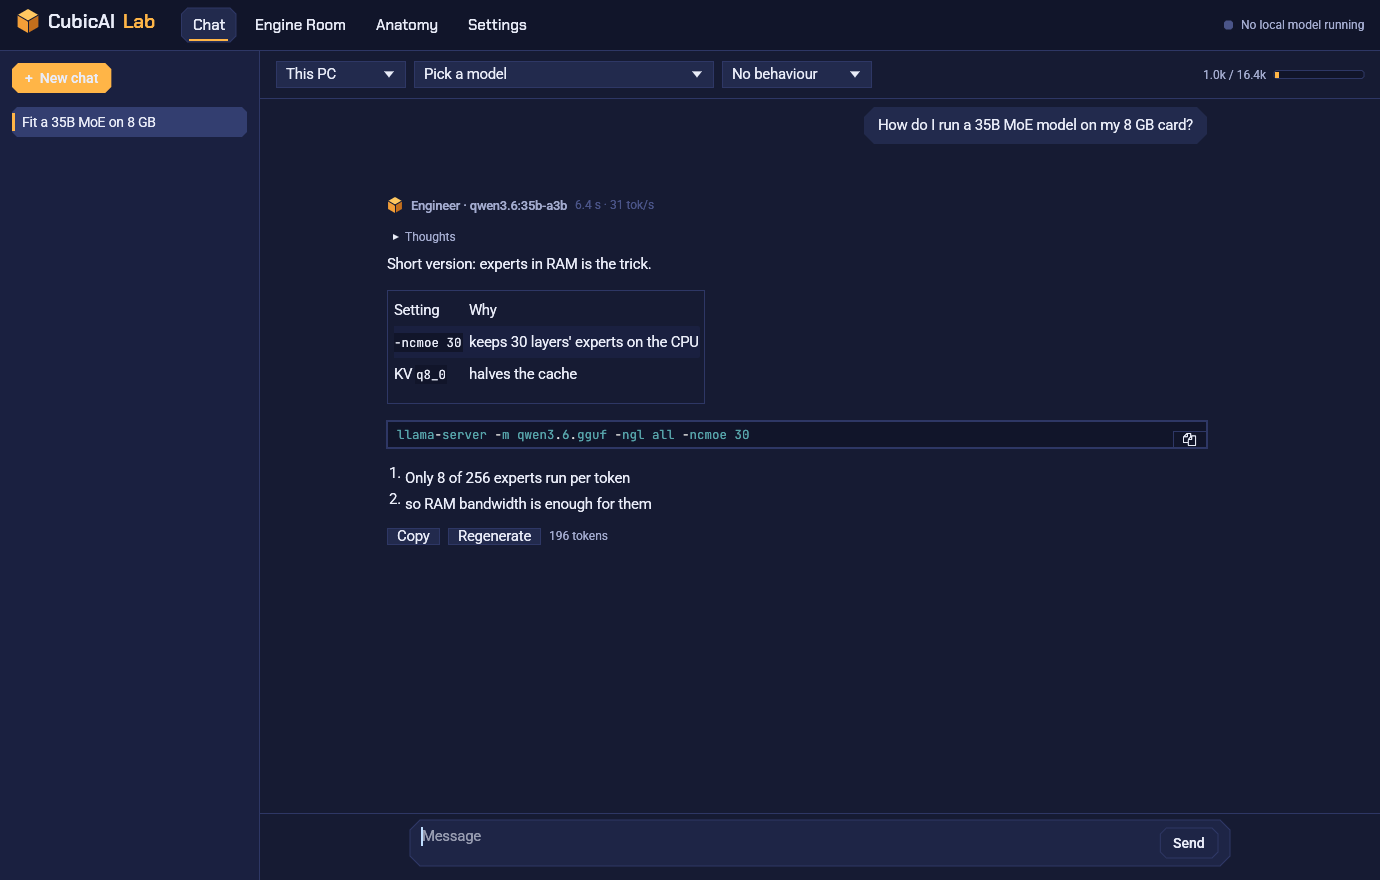 CubicAI Lab
Chat
Engine Room
Anatomy
Settings
No local model running
+ New chat
This PC
Pick a model
No behaviour
1.0k / 16.4k
Fit a 35B MoE on 8 GB
How do I run a 35B MoE model on my 8 GB card?
Engineer · qwen3.6:35b-a3b 6.4 s · 31 tok/s
Thoughts
Short version: experts in RAM is the trick.
Setting Why
-ncmoe 30 keeps 30 layers' experts on the CPU
KV q8_0 halves the cache
llama-server -m qwen3.6.gguf -ngl all -ncmoe 30
1. Only 8 of 256 experts run per token
2. so RAM bandwidth is enough for them
Copy Regenerate 196 tokens
Message
Send